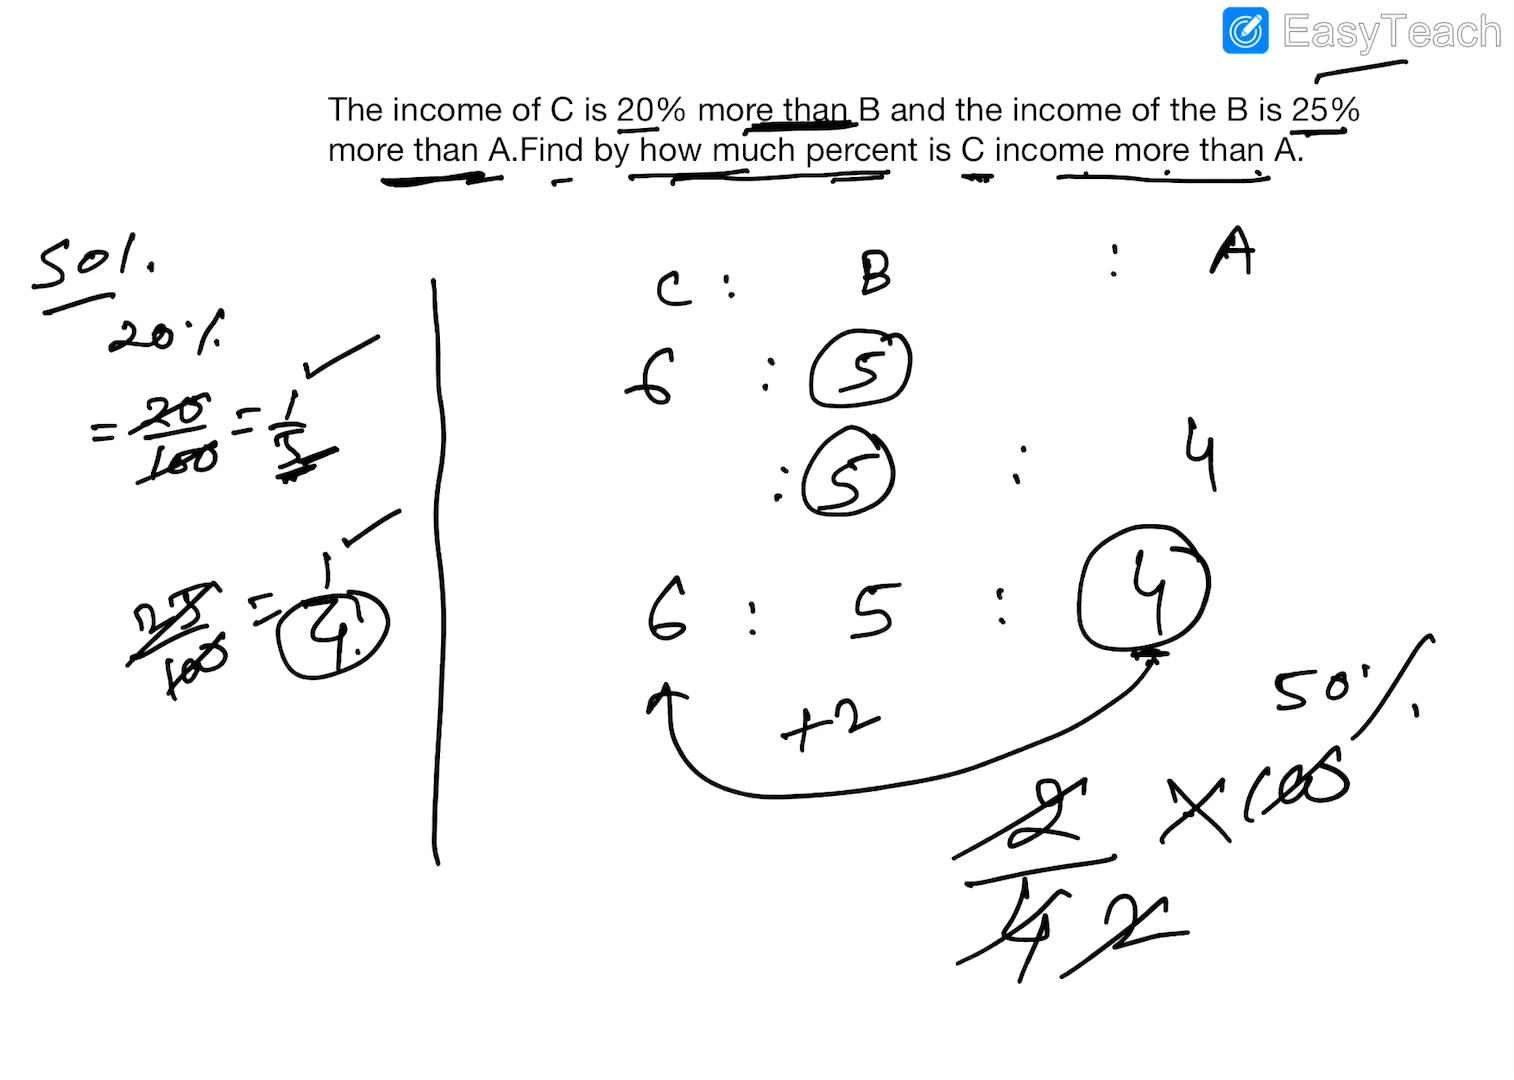 EasyTeach
The income of C is 20% more than B and the income of the B is 25%
more than A.Find by how much percent is C income more than A.
50%
20%
= 20/100 = 1/5
25/100 = 1/4
C : B : A
6 : 5
: 5 : 4
6 : 5 : 4
+2
50%
2/4 × 100
2